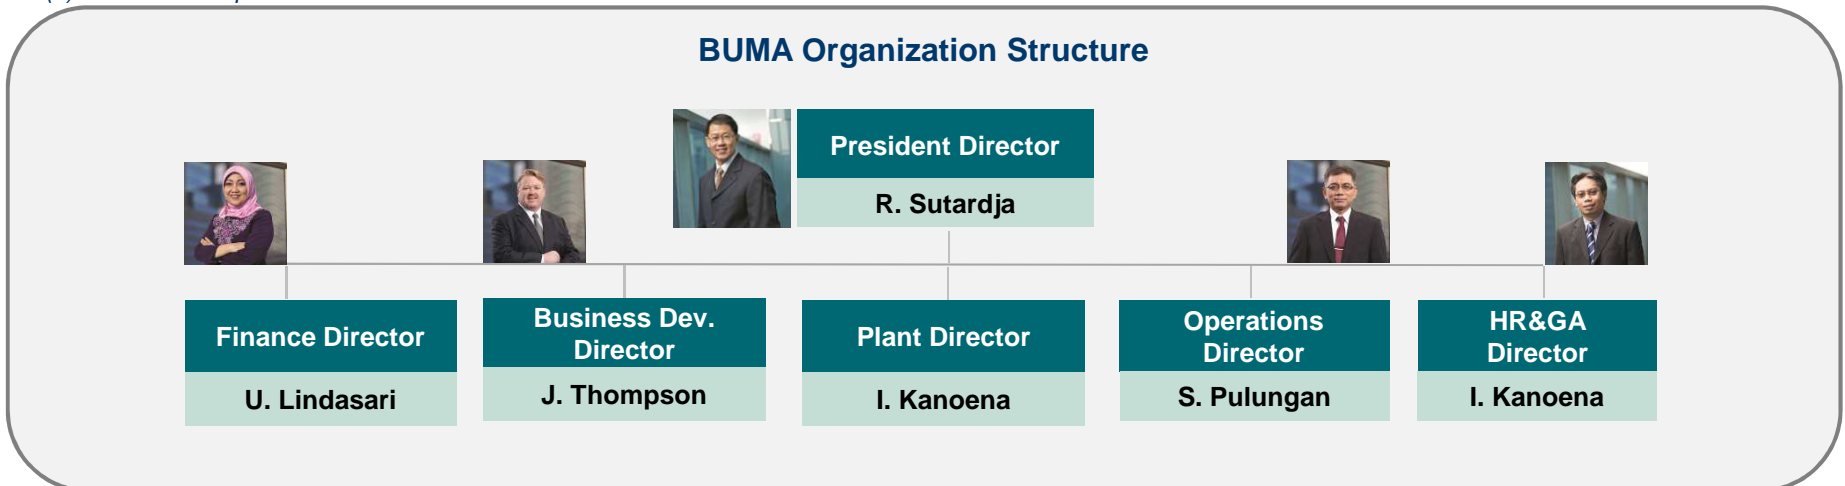 BUMA Organization Structure
President Director
R. Sutardja
Finance Director
U. Lindasari
Business Dev.
Director
J. Thompson
Plant Director
I. Kanoena
Operations
Director
S. Pulungan
HR&GA
Director
I. Kanoena